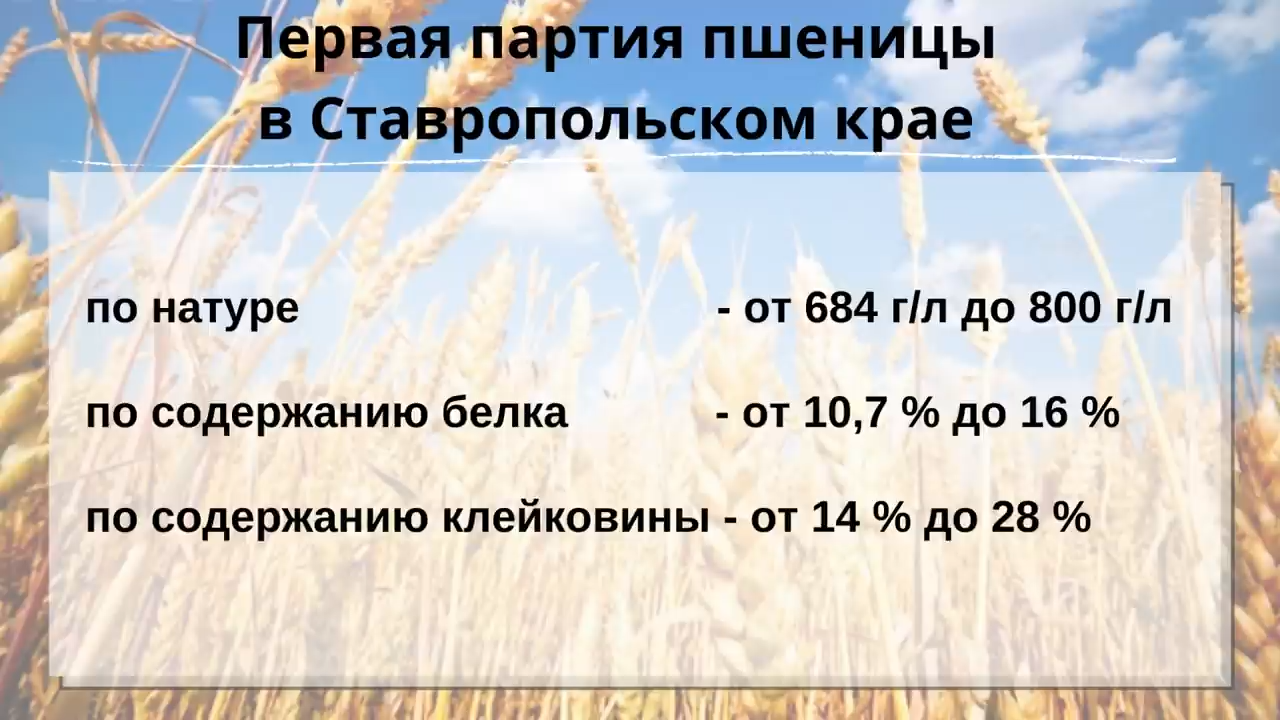 Первая партия пшеницы
в Ставропольском крае
по натуре - от 684 г/л до 800 г/л
по содержанию белка - от 10,7 % до 16 %
по содержанию клейковины - от 14 % до 28 %